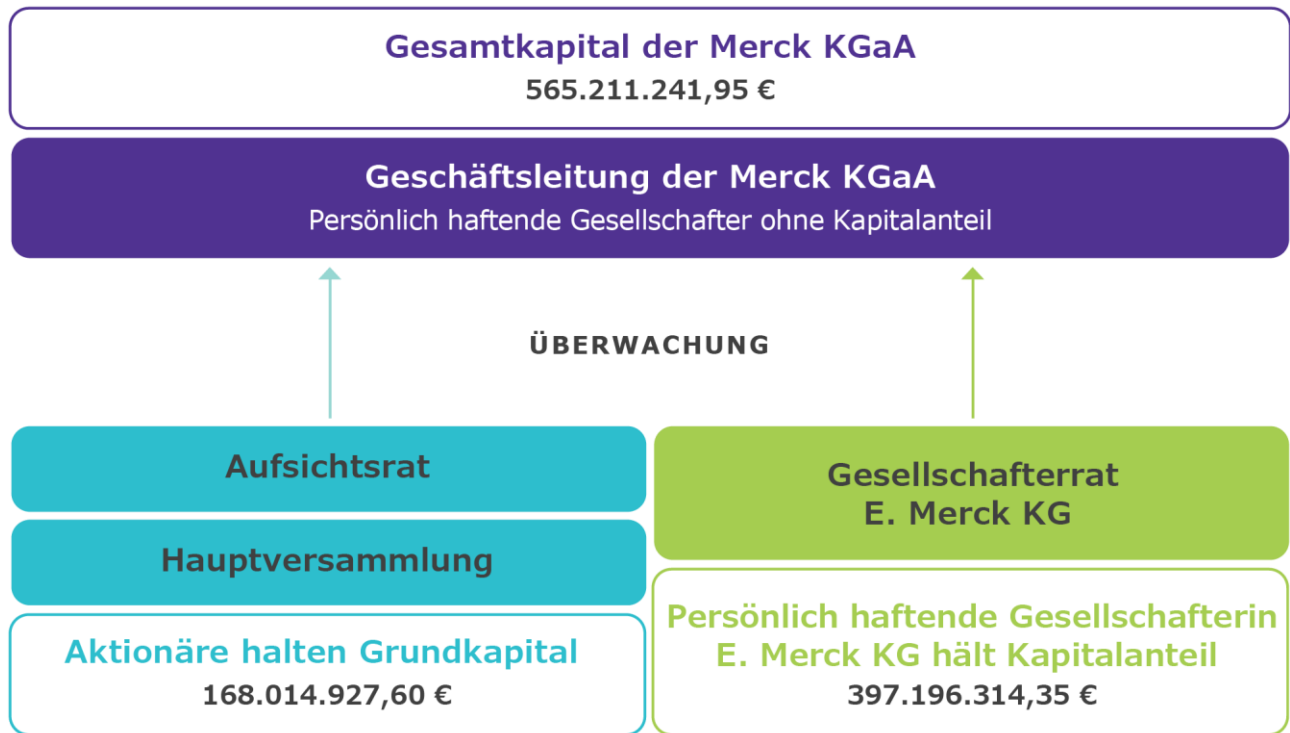 Gesamtkapital der Merck KGaA
565.211.241,95 €
Geschäftsleitung der Merck KGaA
Persönlich haftende Gesellschafter ohne Kapitalanteil
ÜBERWACHUNG
Aufsichtsrat
Hauptversammlung
Aktionäre halten Grundkapital
168.014.927,60 €
Gesellschafterrat
E. Merck KG
Persönlich haftende Gesellschafterin
E. Merck KG hält Kapitalanteil
397.196.314,35 €